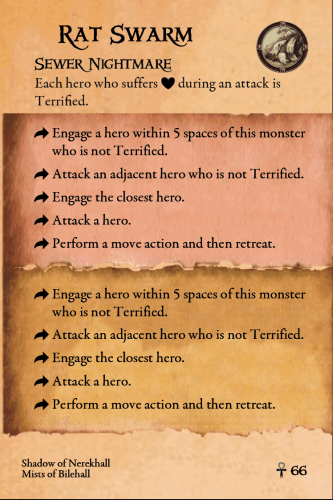 Rat Swarm
Sewer Nightmare
Each hero who suffers ♥ during an attack is
Terrified.
Engage a hero within 5 spaces of this monster
who is not Terrified.
Attack an adjacent hero who is not Terrified.
Engage the closest hero.
Attack a hero.
Perform a move action and then retreat.
Engage a hero within 5 spaces of this monster
who is not Terrified.
Attack an adjacent hero who is not Terrified.
Engage the closest hero.
Attack a hero.
Perform a move action and then retreat.
Shadow of Nerekhall
Mists of Bilehall
66